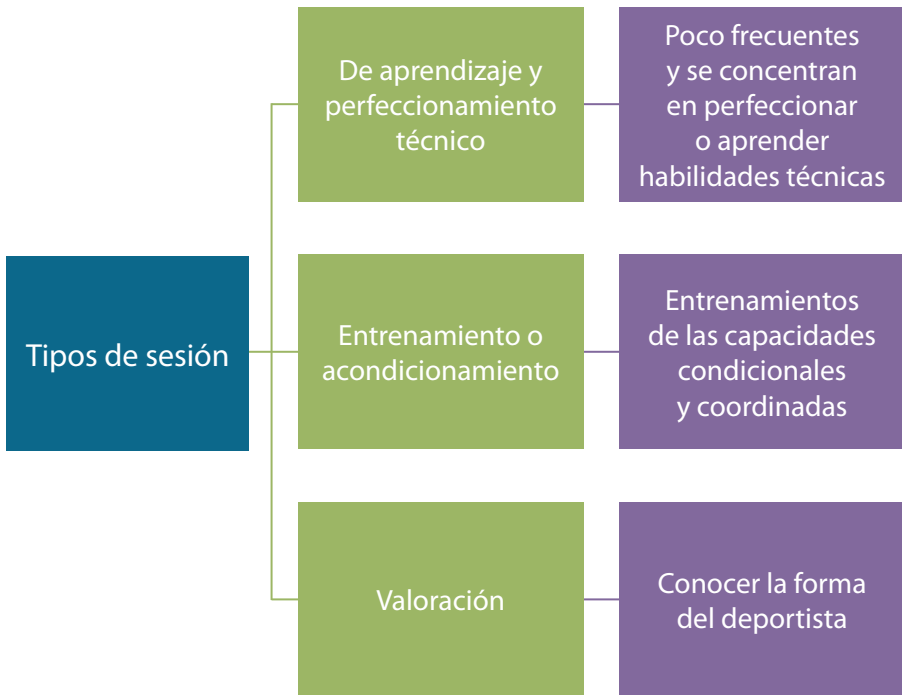 Tipos de sesión
De aprendizaje y
perfeccionamiento
técnico
Poco frecuentes
y se concentran
en perfeccionar
o aprender
habilidades técnicas
Entrenamiento o
acondicionamiento
Entrenamientos
de las capacidades
condicionales
y coordinadas
Valoración
Conocer la forma
del deportista